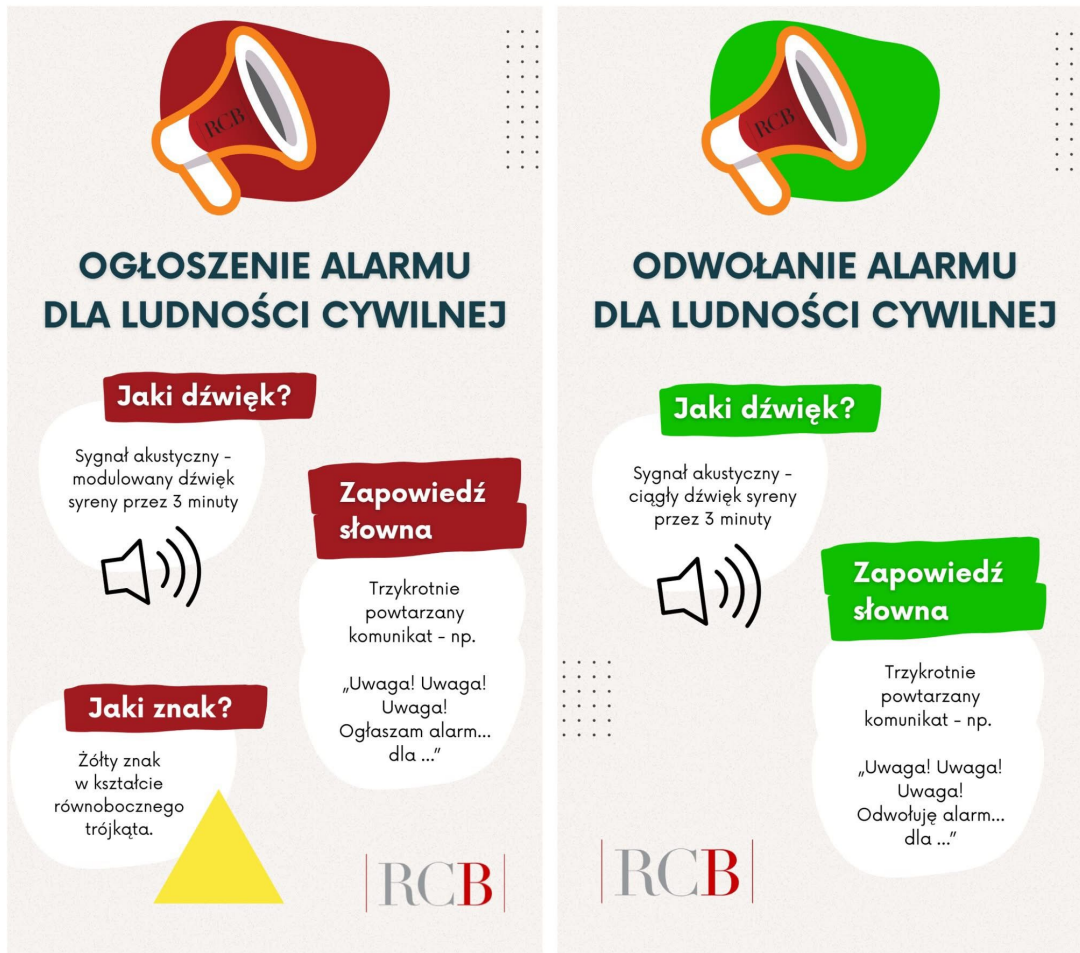 RCB
OGŁOSZENIE ALARMU
DLA LUDNOŚCI CYWILNEJ
Jaki dźwięk?
Sygnał akustyczny -
modulowany dźwięk
syreny przez 3 minuty
Zapowiedź
słowna
Trzykrotnie
powtarzany
komunikat - np.
„Uwaga! Uwaga!
Uwaga!
Ogłaszam alarm...
dla ...”
Jaki znak?
Żółty znak
w kształcie
równobocznego
trójkąta.
RCB
RCB
ODWOŁANIE ALARMU
DLA LUDNOŚCI CYWILNEJ
Jaki dźwięk?
Sygnał akustyczny -
ciągły dźwięk syreny
przez 3 minuty
Zapowiedź
słowna
Trzykrotnie
powtarzany
komunikat - np.
„Uwaga! Uwaga!
Uwaga!
Odwołuję alarm...
dla ...”
RCB